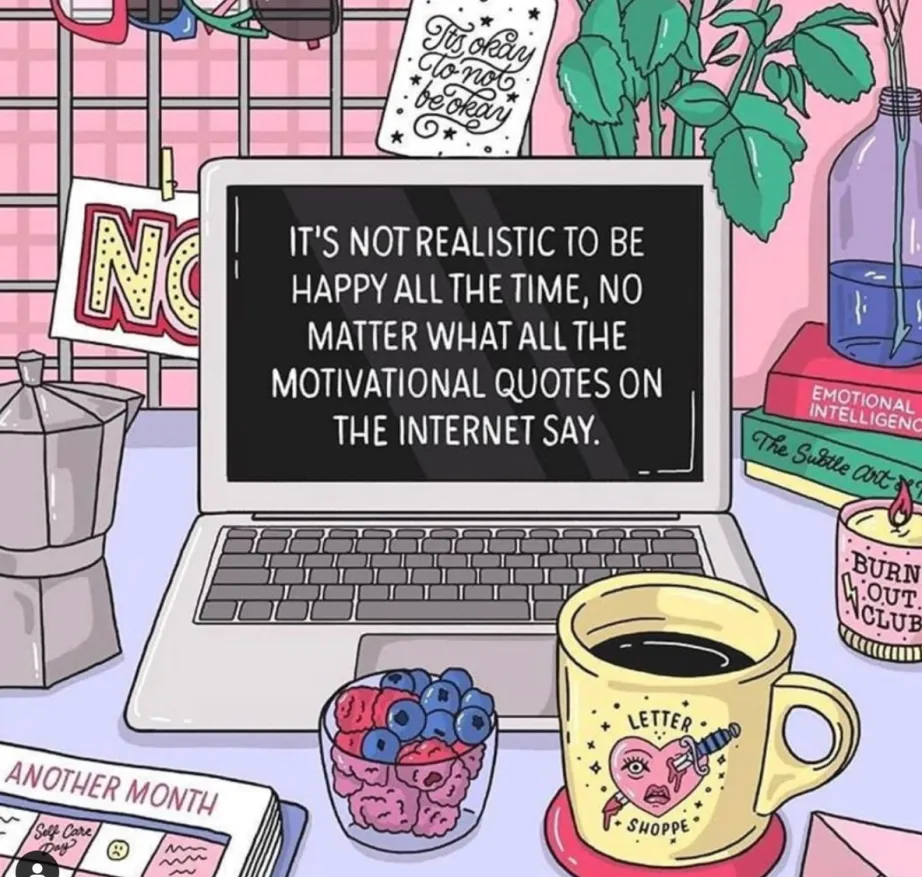 It's okay
to not
be okay
NO
IT'S NOT REALISTIC TO BE
HAPPY ALL THE TIME, NO
MATTER WHAT ALL THE
MOTIVATIONAL QUOTES ON
THE INTERNET SAY.
EMOTIONAL
INTELLIGENC
The Subtle Art
BURN
OUT
CLUB
LETTER
SHOPPE
ANOTHER MONTH
Self Care
Day